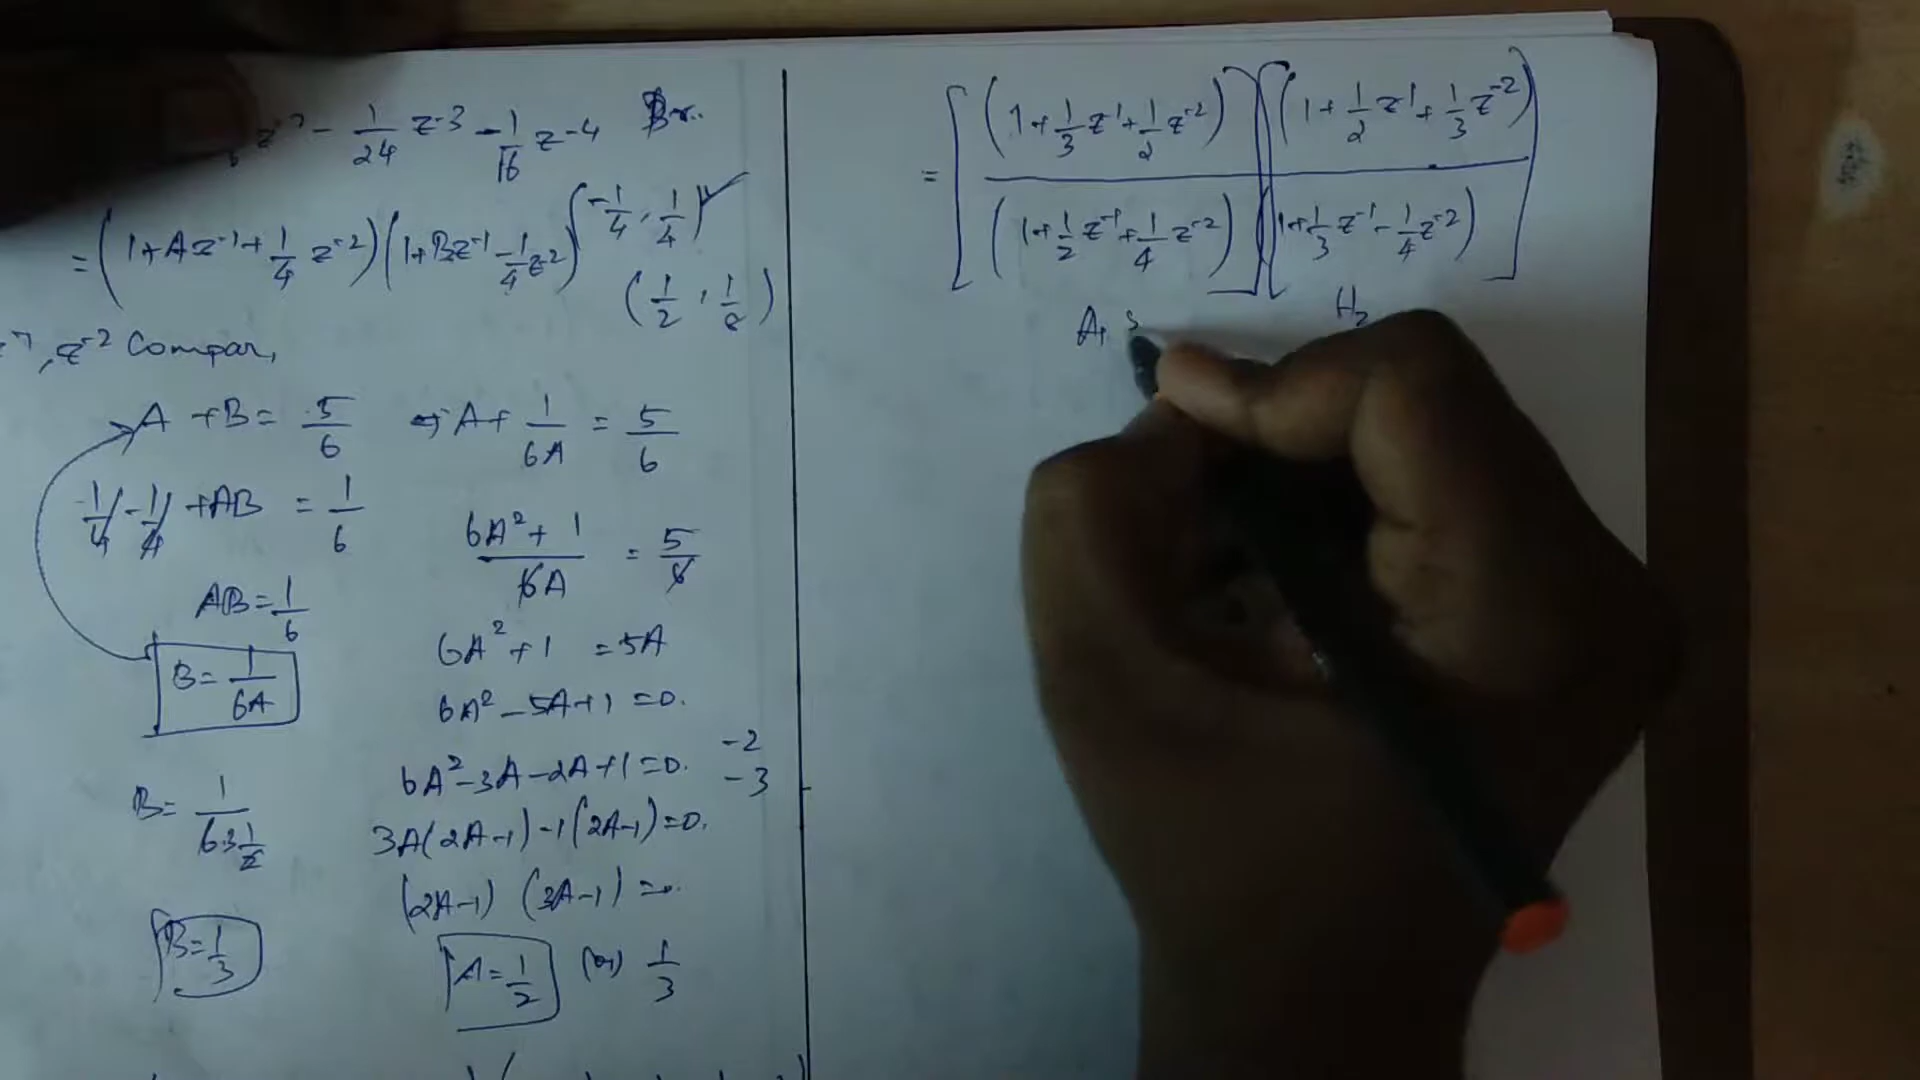 z⁻² - 1/24 z⁻³ - 1/16 z⁻⁴ Br..
= (1+Az⁻¹+1/4 z⁻²)(1+Bz⁻¹-1/4 z⁻²) (-1/4, 1/4) ✓
(1/2, 1/8)
, z⁻² Compar,
A +B= 5/6
1/4 - 1/4 +AB = 1/6
AB=1/6
B= 1/6A
B= 1/6.3 1/2
B=1/3
A+ 1/6A = 5/6
6A²+1/6A = 5/6
6A²+1 =5A
6A²-5A+1 =0.
-2
-3
6A²-3A-2A+1=0.
3A(2A-1)-1(2A-1)=0.
(2A-1) (3A-1)=0.
A=1/2 (or) 1/3
= [(1+1/3 z⁻¹+1/2 z⁻²)/(1+1/2 z⁻¹+1/4 z⁻²)] [(1+1/2 z⁻¹+1/3 z⁻²)/(1+1/3 z⁻¹-1/4 z⁻²)]
H₂